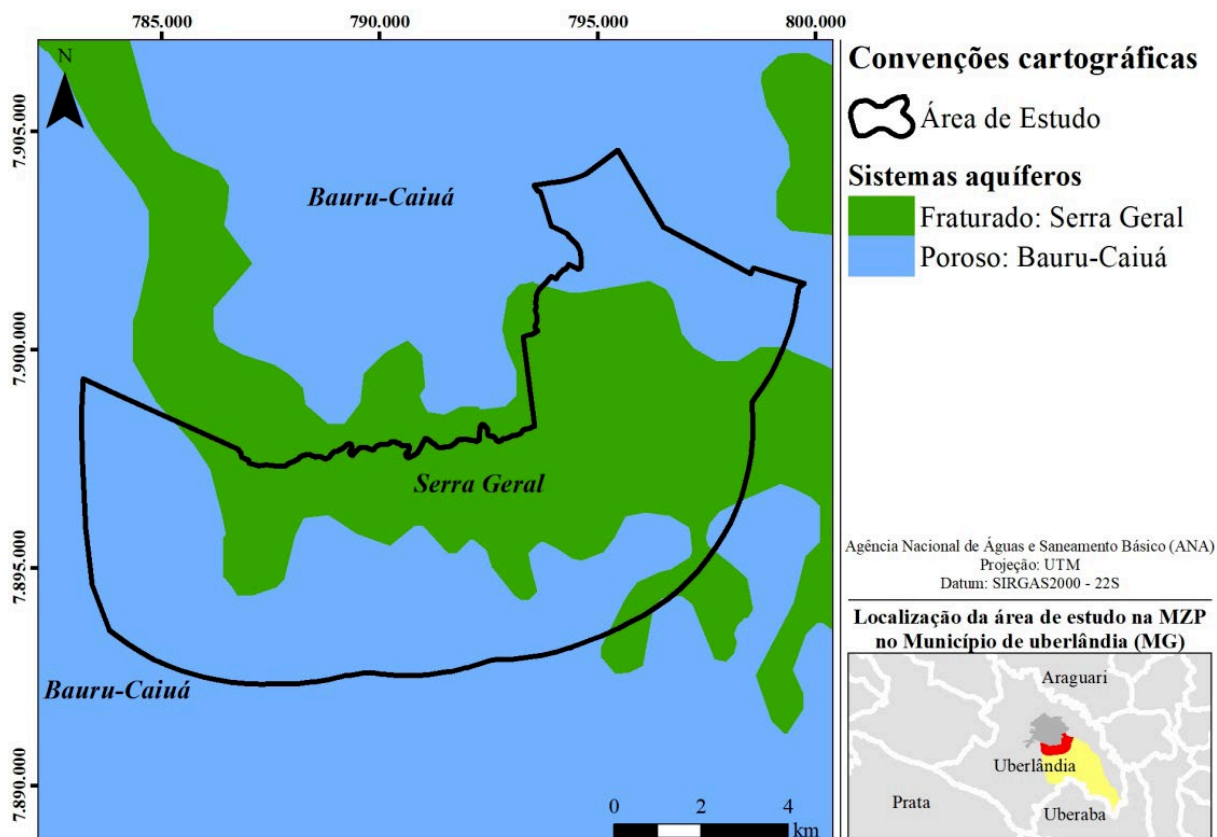 785.000
790.000
795.000
800.000
N
7.905.000
7.900.000
7.895.000
7.890.000
Bauru-Caiuá
Serra Geral
Bauru-Caiuá
0
2
4
km
Convenções cartográficas
Área de Estudo
Sistemas aquíferos
Fraturado: Serra Geral
Poroso: Bauru-Caiuá
Agência Nacional de Águas e Saneamento Básico (ANA)
Projeção: UTM
Datum: SIRGAS2000 - 22S
Localização da área de estudo na MZP
no Município de uberlândia (MG)
Araguari
Uberlândia
Prata
Uberaba